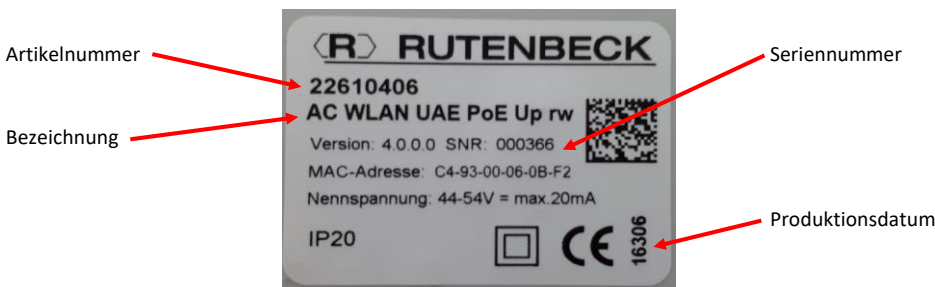 Artikelnummer
Bezeichnung
R RUTENBECK
22610406
AC WLAN UAE PoE Up rw
Version: 4.0.0.0 SNR: 000366
MAC-Adresse: C4-93-00-06-0B-F2
Nennspannung: 44-54V = max.20mA
IP20
CE
16306
Seriennummer
Produktionsdatum